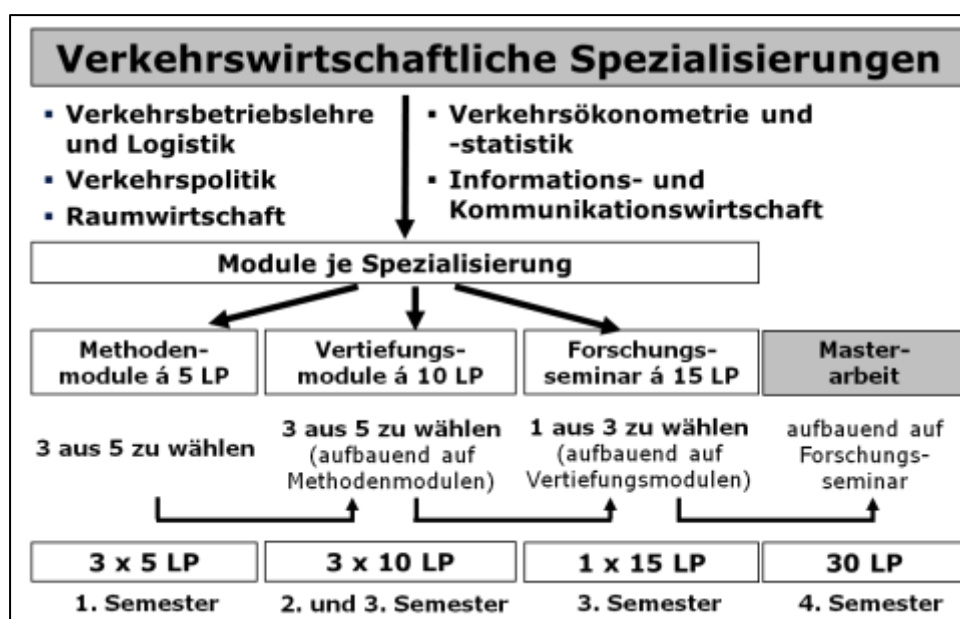 Verkehrswirtschaftliche Spezialisierungen
▪ Verkehrsbetriebslehre
und Logistik
▪ Verkehrspolitik
▪ Raumwirtschaft
▪ Verkehrsökonometrie und
-statistik
▪ Informations- und
Kommunikationswirtschaft
Module je Spezialisierung
Methoden-
module á 5 LP
Vertiefungs-
module á 10 LP
Forschungs-
seminar á 15 LP
Master-
arbeit
3 aus 5 zu wählen
3 aus 5 zu wählen
(aufbauend auf
Methodenmodulen)
1 aus 3 zu wählen
(aufbauend auf
Vertiefungsmodulen)
aufbauend auf
Forschungs-
seminar
3 x 5 LP
3 x 10 LP
1 x 15 LP
30 LP
1. Semester
2. und 3. Semester
3. Semester
4. Semester